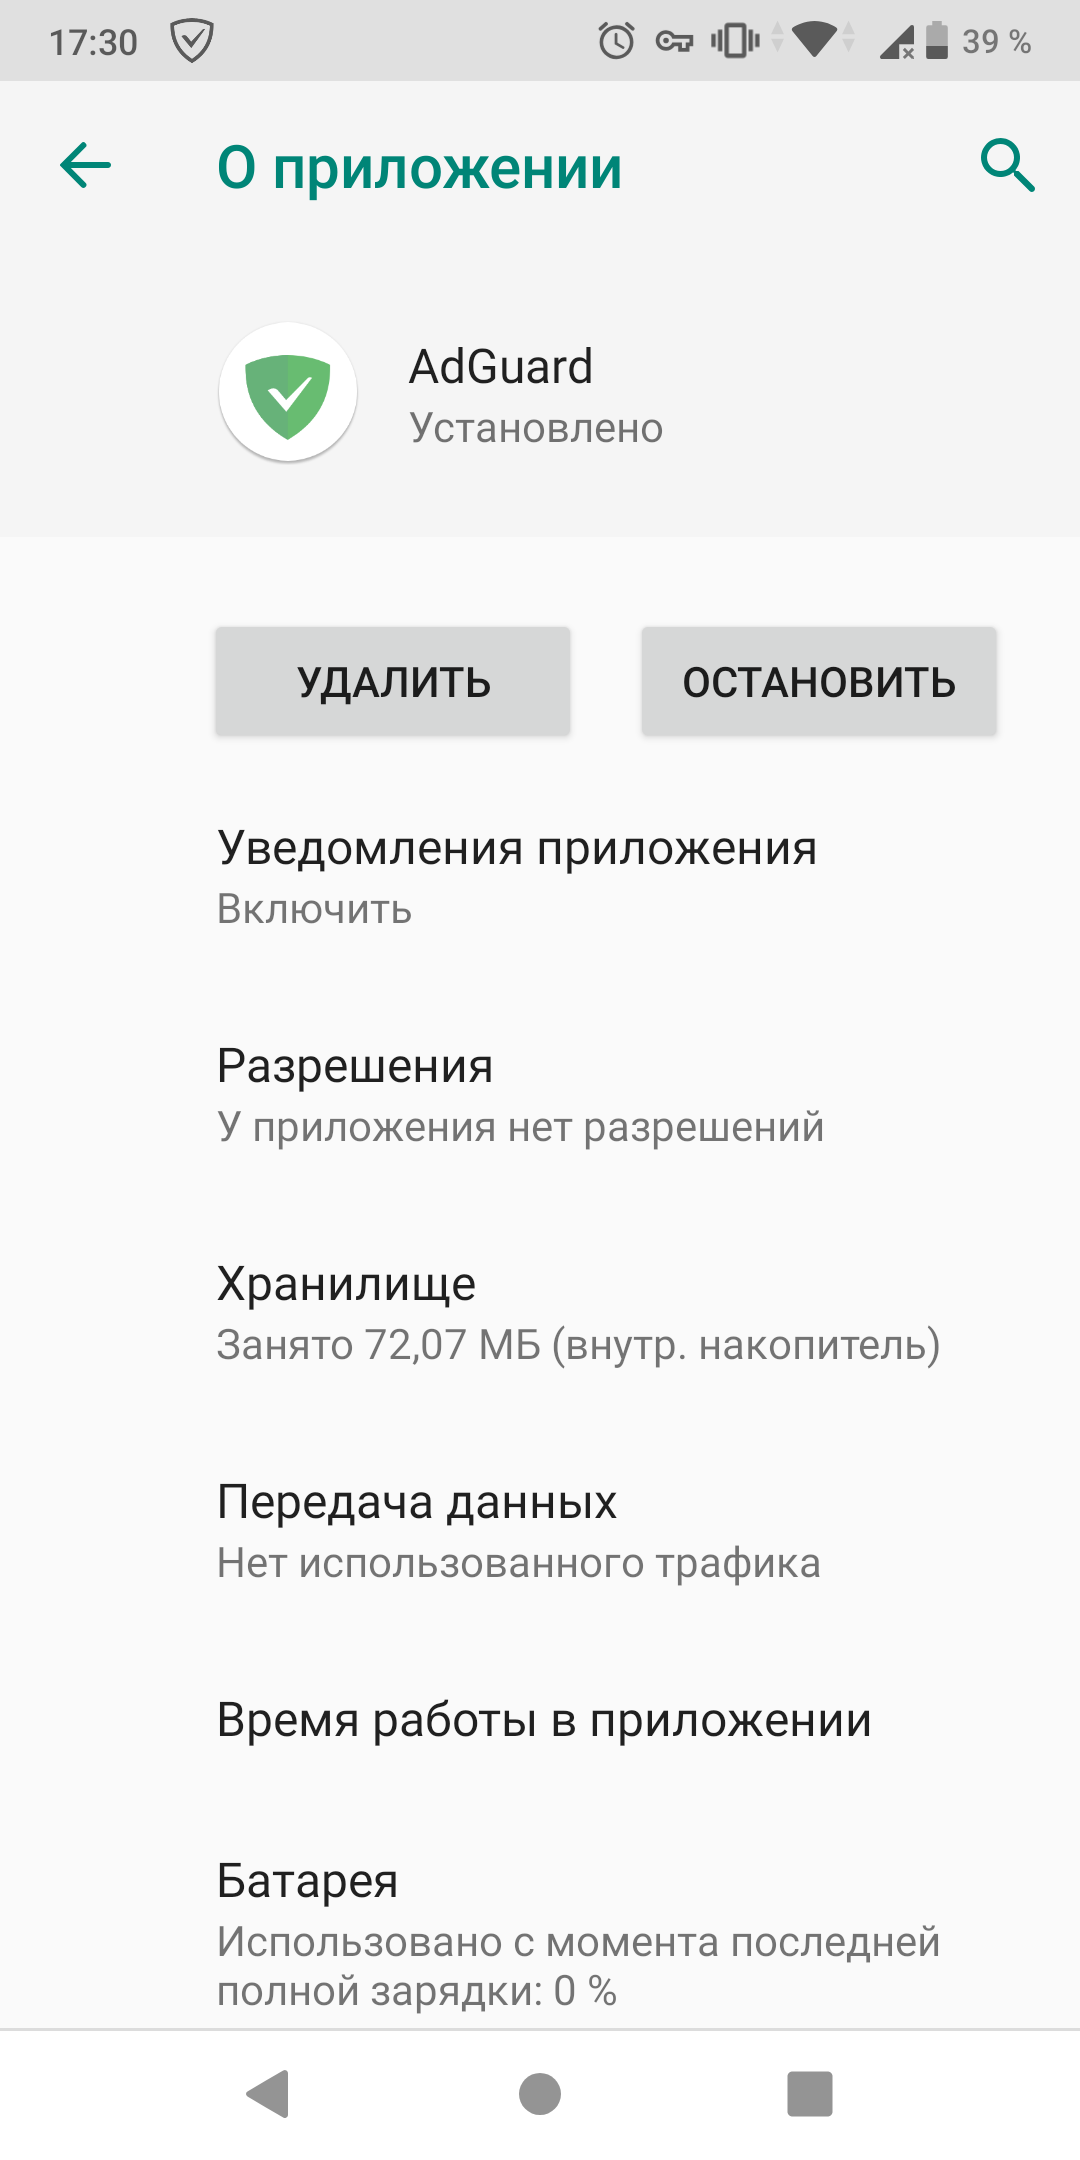 17:30 39 %
О приложении
AdGuard
Установлено
УДАЛИТЬ ОСТАНОВИТЬ
Уведомления приложения
Включить
Разрешения
У приложения нет разрешений
Хранилище
Занято 72,07 МБ (внутр. накопитель)
Передача данных
Нет использованного трафика
Время работы в приложении
Батарея
Использовано с момента последней
полной зарядки: 0 %